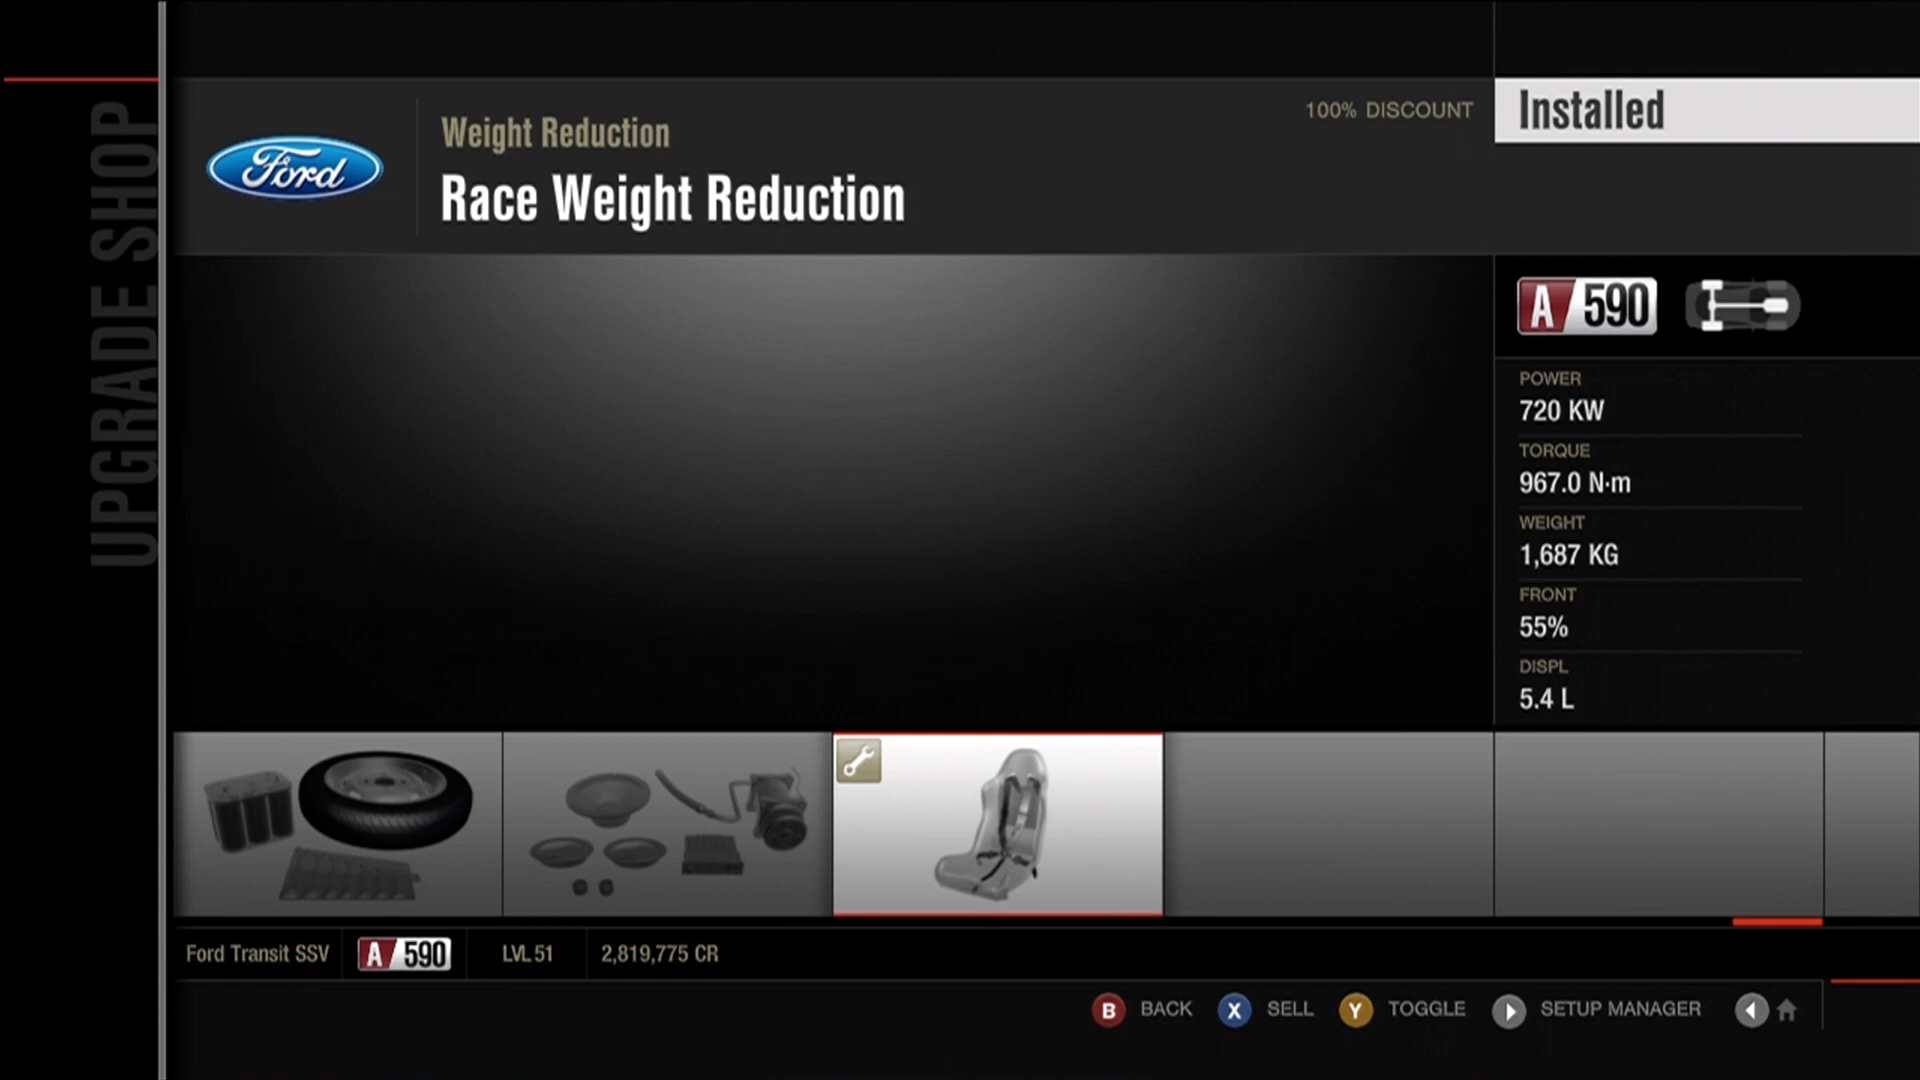 UPGRADE SHOP
Ford
Weight Reduction
Race Weight Reduction
100% DISCOUNT
Installed
A 590
POWER
720 KW
TORQUE
967.0 N·m
WEIGHT
1,687 KG
FRONT
55%
DISPL
5.4 L
Ford Transit SSV A 590 LVL 51 2,819,775 CR
B BACK X SELL Y TOGGLE SETUP MANAGER